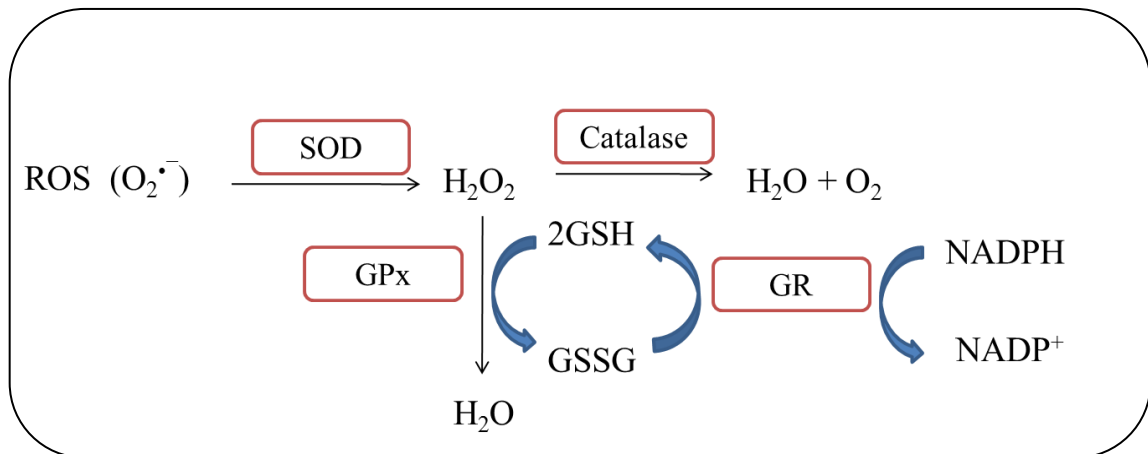 SOD
Catalase
ROS (O₂•⁻)
H₂O₂
H₂O + O₂
2GSH
NADPH
GPx
GR
GSSG
NADP⁺
H₂O